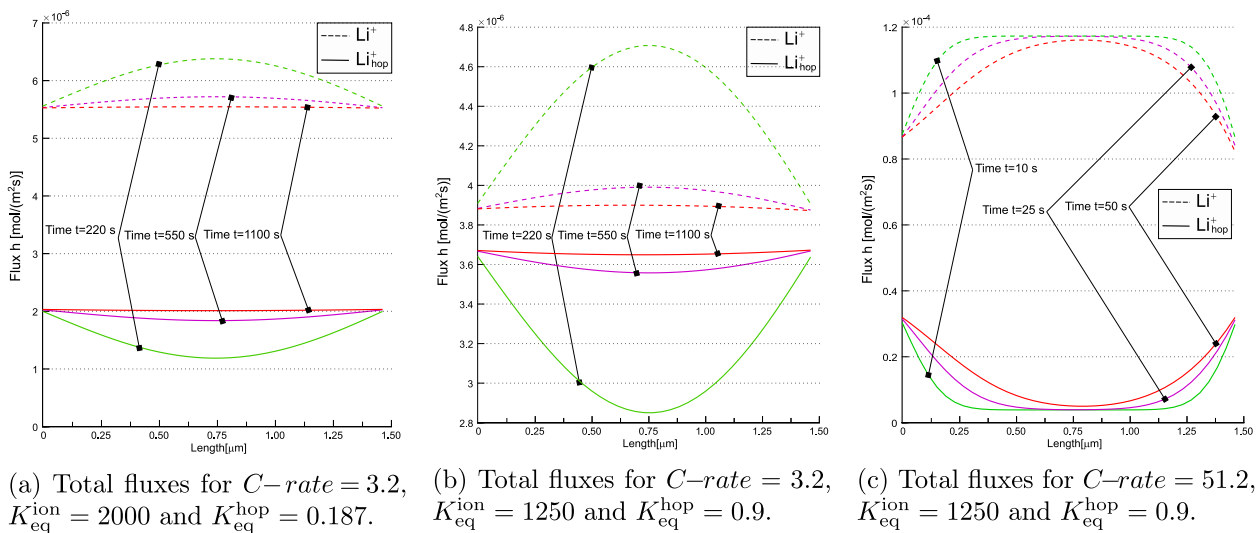 ×10⁻⁶
7
6
5
4
3
2
1
0
Flux h [mol/(m²s)]
0 0.25 0.50 0.75 1.00 1.25 1.50
Length[μm]
Li⁺
Li⁺hop
Time t=220 s
Time t=550 s
Time t=1100 s
(a) Total fluxes for C−rate = 3.2,
K^ion_eq = 2000 and K^hop_eq = 0.187.
×10⁻⁶
4.8
4.6
4.4
4.2
4
3.8
3.6
3.4
3.2
3
2.8
Flux h [mol/(m²s)]
0 0.25 0.50 0.75 1.00 1.25 1.50
Length[μm]
Li⁺
Li⁺hop
Time t=220 s
Time t=550 s
Time t=1100 s
(b) Total fluxes for C−rate = 3.2,
K^ion_eq = 1250 and K^hop_eq = 0.9.
1.2 ×10⁻⁴
1
0.8
0.6
0.4
0.2
0
Flux h [mol/(m²s)]
0 0.25 0.50 0.75 1.00 1.25 1.50
Length[μm]
Time t=10 s
Time t=25 s
Time t=50 s
Li⁺
Li⁺hop
(c) Total fluxes for C−rate = 51.2,
K^ion_eq = 1250 and K^hop_eq = 0.9.